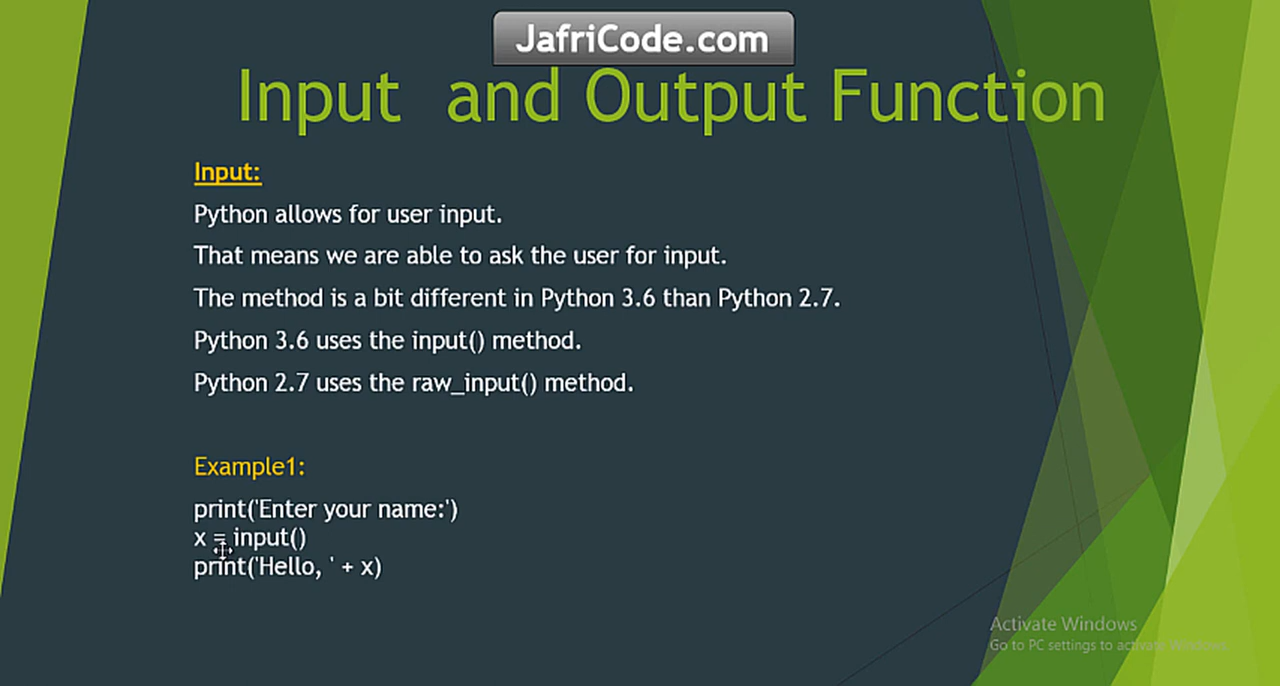 JafriCode.com
Input and Output Function
Input:
Python allows for user input.
That means we are able to ask the user for input.
The method is a bit different in Python 3.6 than Python 2.7.
Python 3.6 uses the input() method.
Python 2.7 uses the raw_input() method.
Example1:
print('Enter your name:')
x = input()
print('Hello, ' + x)
Activate Windows
Go to PC settings to activate Windows.